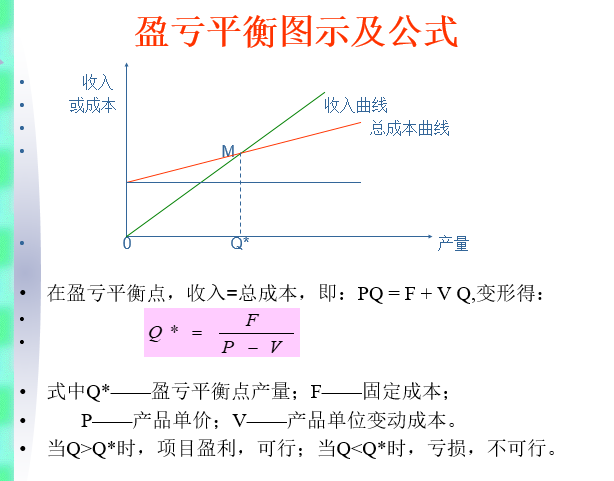 盈亏平衡图示及公式
收入
或成本
收入曲线
总成本曲线
M
0
Q*
产量
• 在盈亏平衡点，收入=总成本，即：PQ = F + V Q,变形得：
Q * = F / (P － V)
• 式中Q*——盈亏平衡点产量；F——固定成本；
• P——产品单价；V——产品单位变动成本。
• 当Q>Q*时，项目盈利，可行；当Q<Q*时，亏损，不可行。